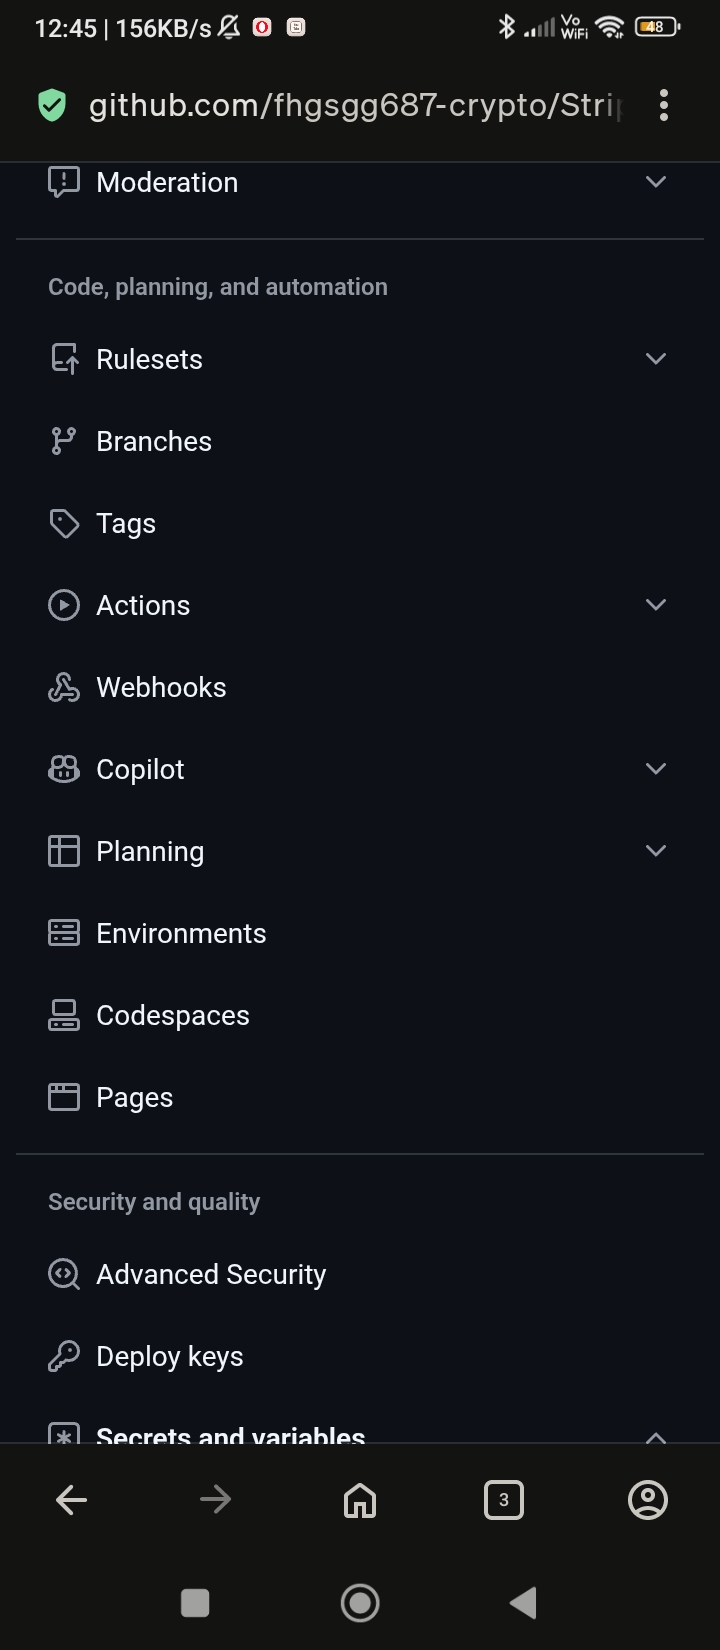 12:45 | 156KB/s
Vo
WiFi
48
github.com/fhgsgg687-crypto/Strip
Moderation
Code, planning, and automation
Rulesets
Branches
Tags
Actions
Webhooks
Copilot
Planning
Environments
Codespaces
Pages
Security and quality
Advanced Security
Deploy keys
Secrets and variables
3